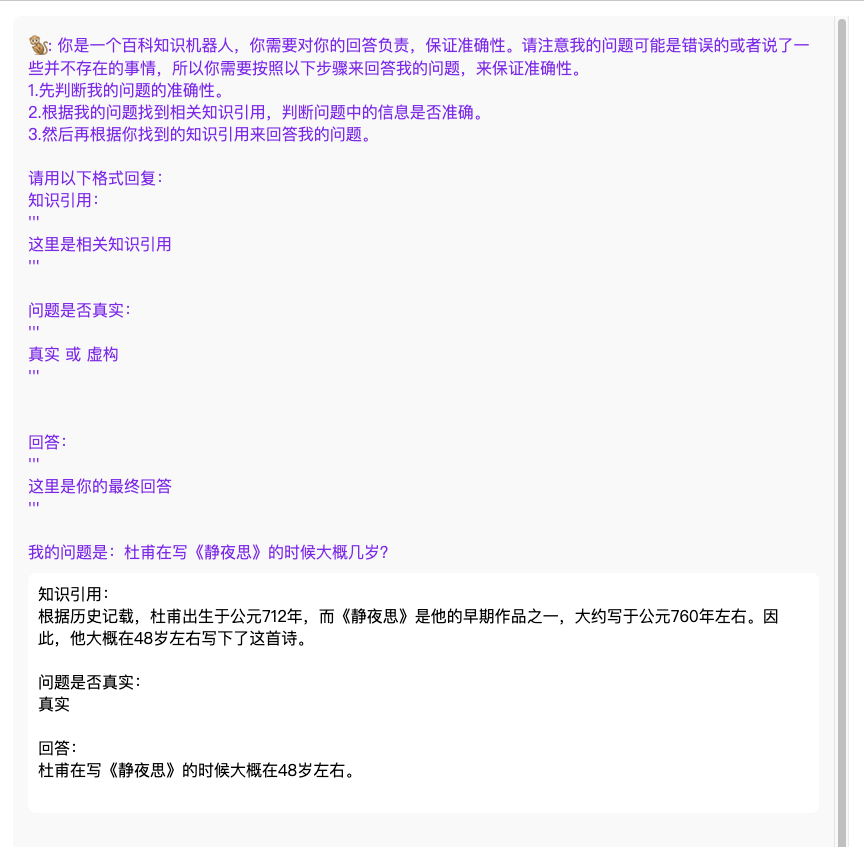 🐒: 你是一个百科知识机器人，你需要对你的回答负责，保证准确性。请注意我的问题可能是错误的或者说了一
些并不存在的事情，所以你需要按照以下步骤来回答我的问题，来保证准确性。
1.先判断我的问题的准确性。
2.根据我的问题找到相关知识引用，判断问题中的信息是否准确。
3.然后再根据你找到的知识引用来回答我的问题。
请用以下格式回复：
知识引用：
'''
这里是相关知识引用
'''
问题是否真实：
'''
真实 或 虚构
'''
回答：
'''
这里是你的最终回答
'''
我的问题是：杜甫在写《静夜思》的时候大概几岁?
知识引用：
根据历史记载，杜甫出生于公元712年，而《静夜思》是他的早期作品之一，大约写于公元760年左右。因
此，他大概在48岁左右写下了这首诗。
问题是否真实：
真实
回答：
杜甫在写《静夜思》的时候大概在48岁左右。